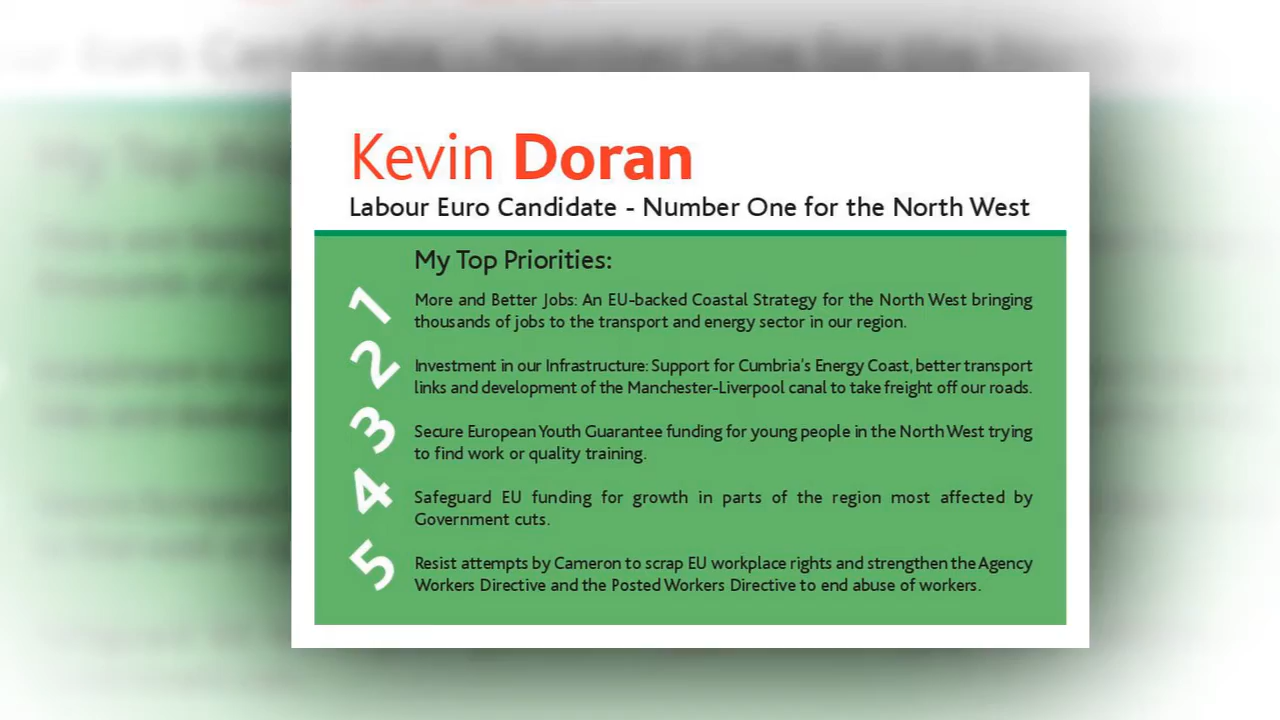 Kevin Doran
Labour Euro Candidate - Number One for the North West
My Top Priorities:
1 More and Better Jobs: An EU-backed Coastal Strategy for the North West bringing
thousands of jobs to the transport and energy sector in our region.
2 Investment in our Infrastructure: Support for Cumbria's Energy Coast, better transport
links and development of the Manchester-Liverpool canal to take freight off our roads.
3 Secure European Youth Guarantee funding for young people in the North West trying
to find work or quality training.
4 Safeguard EU funding for growth in parts of the region most affected by
Government cuts.
5 Resist attempts by Cameron to scrap EU workplace rights and strengthen the Agency
Workers Directive and the Posted Workers Directive to end abuse of workers.